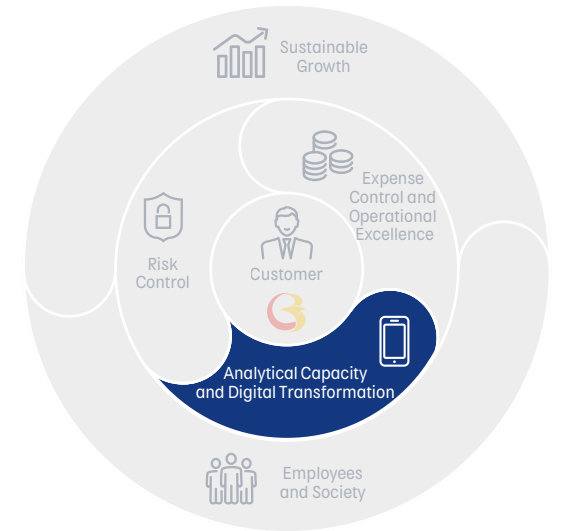 Sustainable
Growth
Expense
Control and
Operational
Excellence
Risk
Control
Customer
Analytical Capacity
and Digital Transformation
Employees
and Society